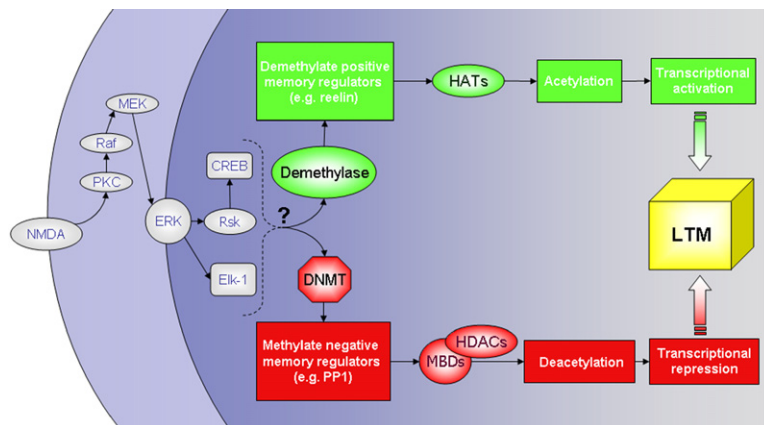 NMDA
PKC
Raf
MEK
ERK
Rsk
CREB
Elk-1
?
Demethylase
Demethylate positive
memory regulators
(e.g. reelin)
HATs
Acetylation
Transcriptional
activation
DNMT
Methylate negative
memory regulators
(e.g. PP1)
MBDs
HDACs
Deacetylation
Transcriptional
repression
LTM